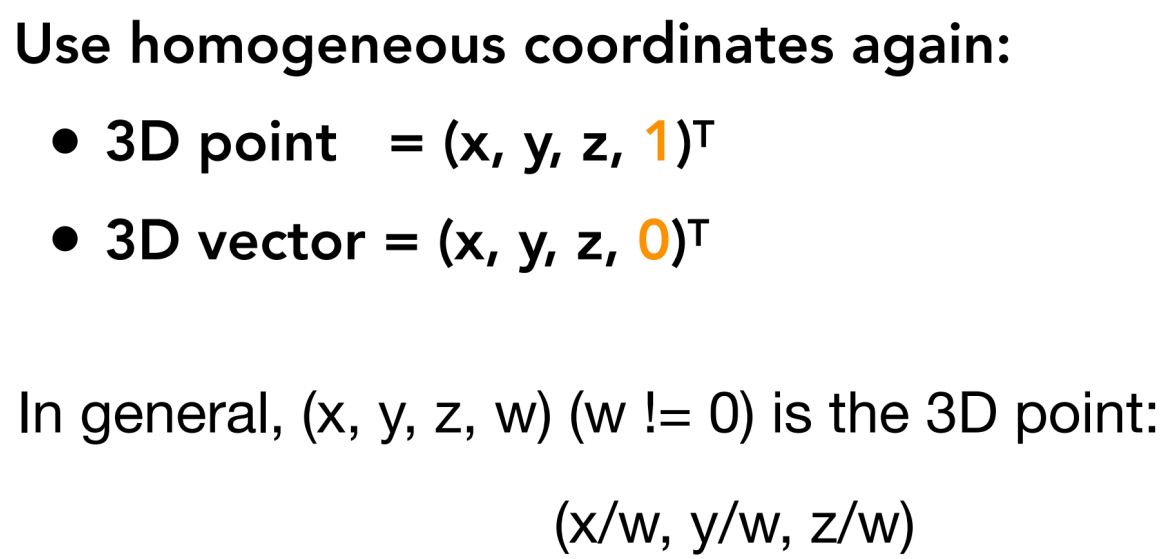 Use homogeneous coordinates again:
• 3D point = (x, y, z, 1)ᵀ
• 3D vector = (x, y, z, 0)ᵀ
In general, (x, y, z, w) (w != 0) is the 3D point:
(x/w, y/w, z/w)